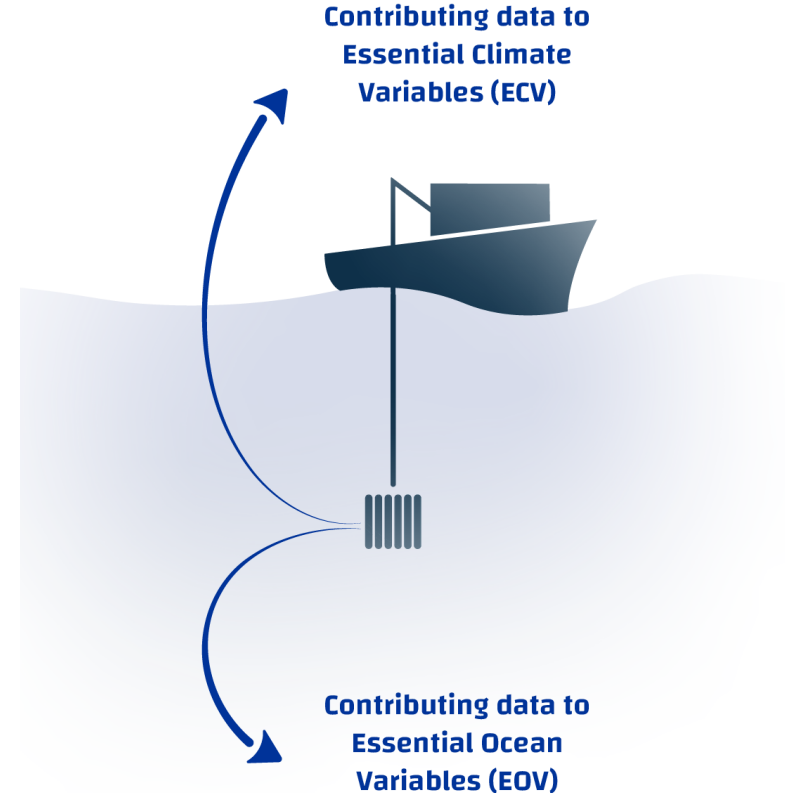 Contributing data to
Essential Climate
Variables (ECV)
Contributing data to
Essential Ocean
Variables (EOV)